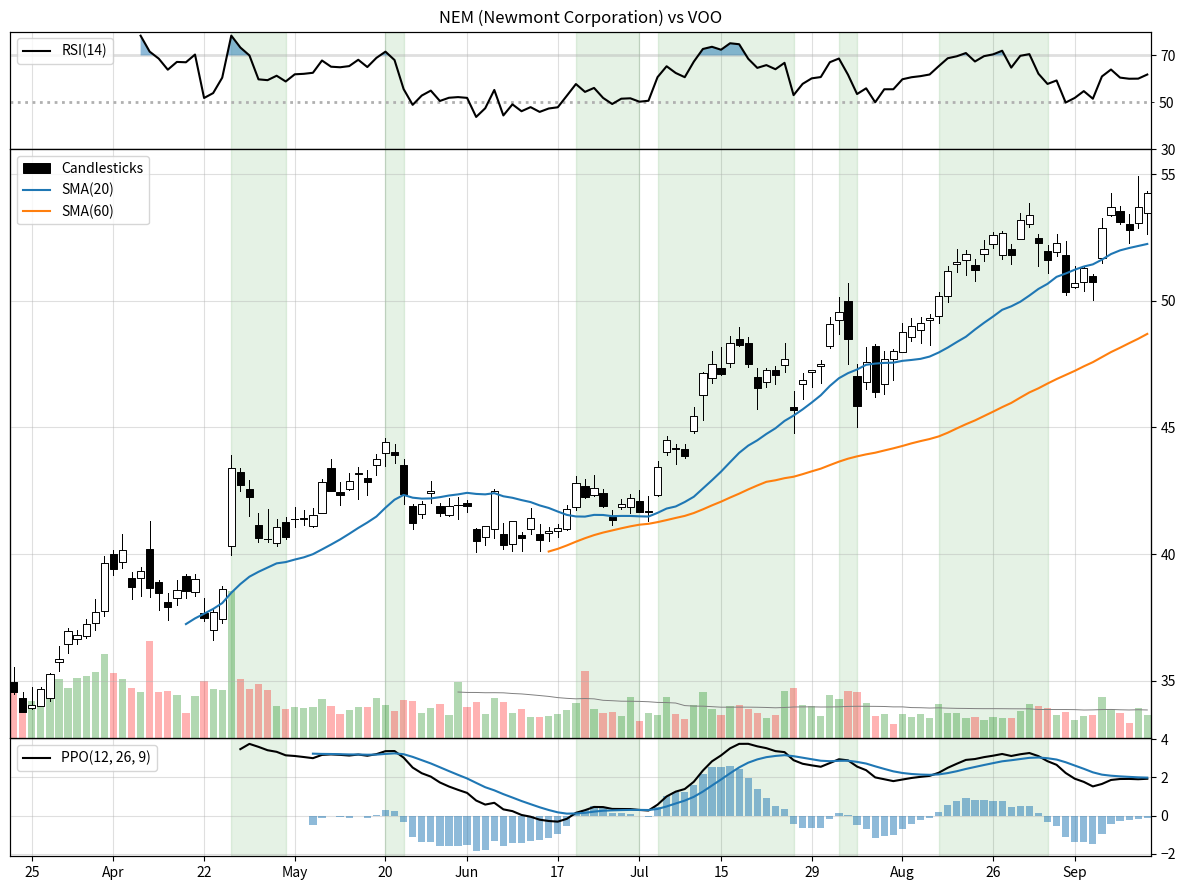 NEM (Newmont Corporation) vs VOO
RSI(14)
70
50
30
Candlesticks
SMA(20)
SMA(60)
55
50
45
40
35
PPO(12, 26, 9)
4
2
0
−2
25 Apr 22 May 20 Jun 17 Jul 15 29 Aug 26 Sep